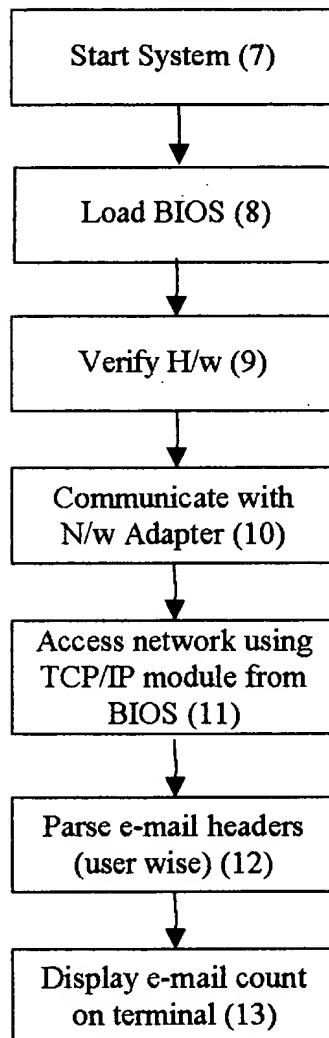 Start System (7)
Load BIOS (8)
Verify H/w (9)
Communicate with
N/w Adapter (10)
Access network using
TCP/IP module from
BIOS (11)
Parse e-mail headers
(user wise) (12)
Display e-mail count
on terminal (13)